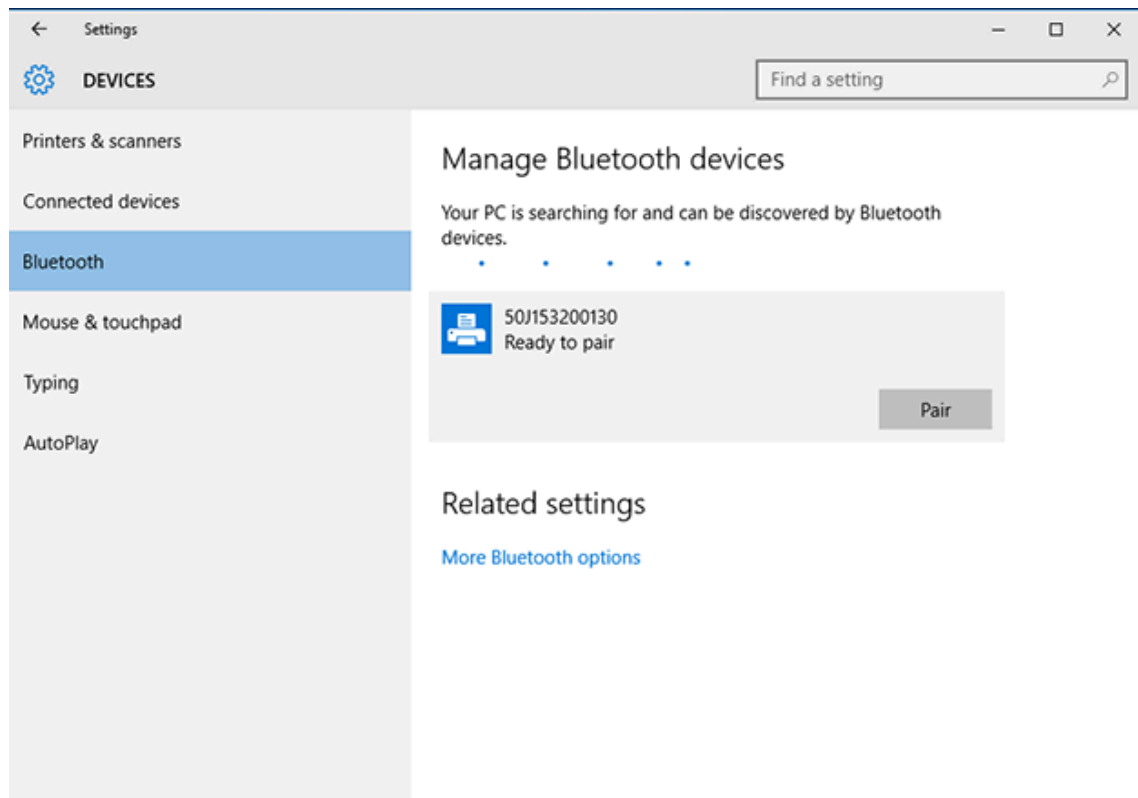 Settings
DEVICES
Find a setting
Printers & scanners
Connected devices
Bluetooth
Mouse & touchpad
Typing
AutoPlay
Manage Bluetooth devices
Your PC is searching for and can be discovered by Bluetooth
devices.
50J153200130
Ready to pair
Pair
Related settings
More Bluetooth options